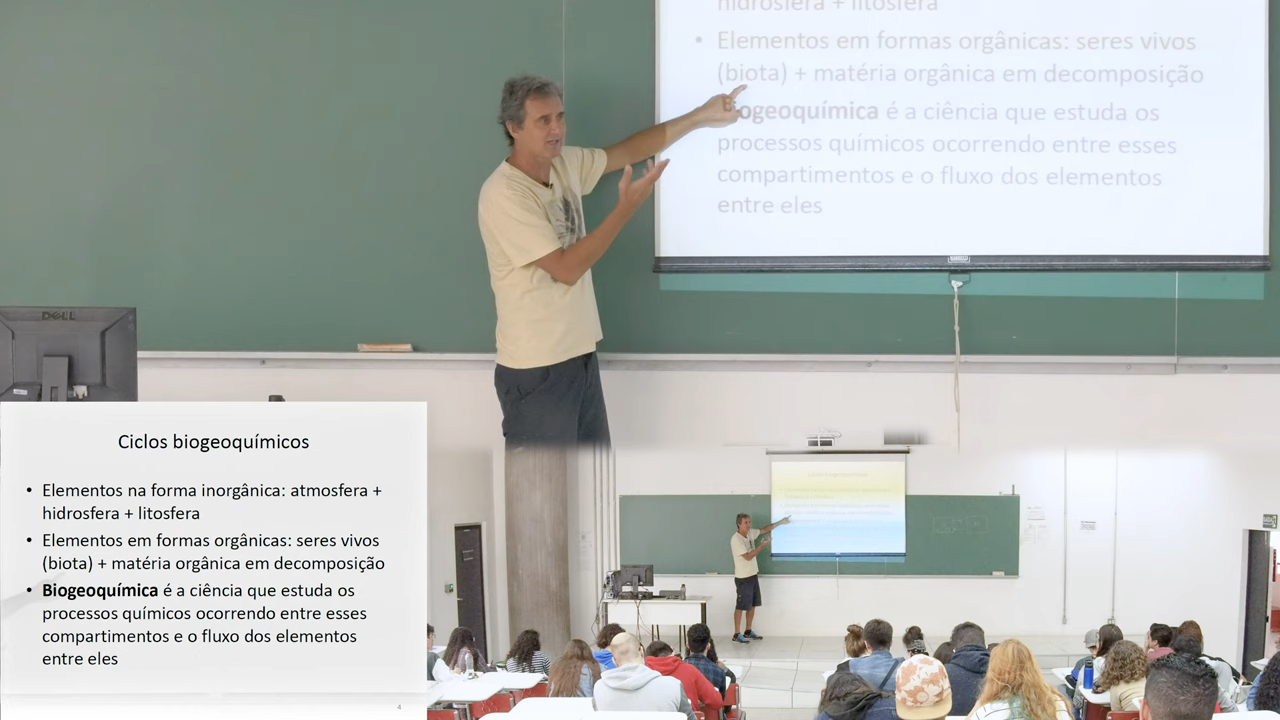 hidrosfera + litosfera
• Elementos em formas orgânicas: seres vivos
(biota) + matéria orgânica em decomposição
Biogeoquímica é a ciência que estuda os
processos químicos ocorrendo entre esses
compartimentos e o fluxo dos elementos
entre eles
DELL
Ciclos biogeoquímicos
• Elementos na forma inorgânica: atmosfera +
hidrosfera + litosfera
• Elementos em formas orgânicas: seres vivos
(biota) + matéria orgânica em decomposição
• Biogeoquímica é a ciência que estuda os
processos químicos ocorrendo entre esses
compartimentos e o fluxo dos elementos
entre eles
4